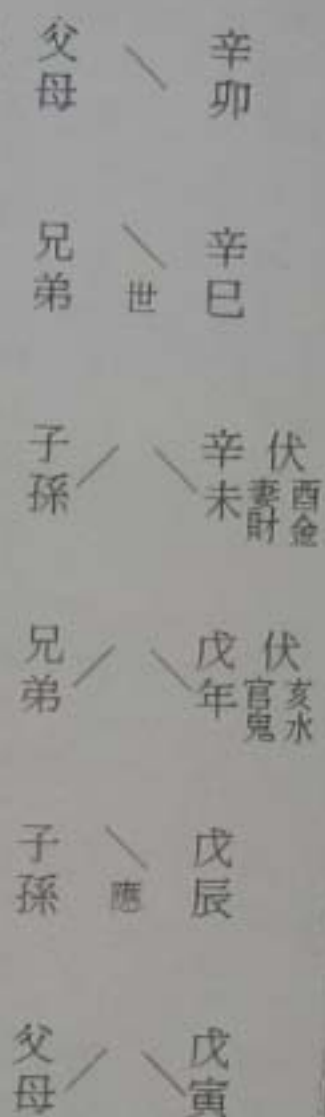 父母 辛卯
兄弟 世 辛巳
子孫 辛未 伏 妻財 酉金
兄弟 戊年 伏 官鬼 亥水
子孫 應 戊辰
父母 戊寅